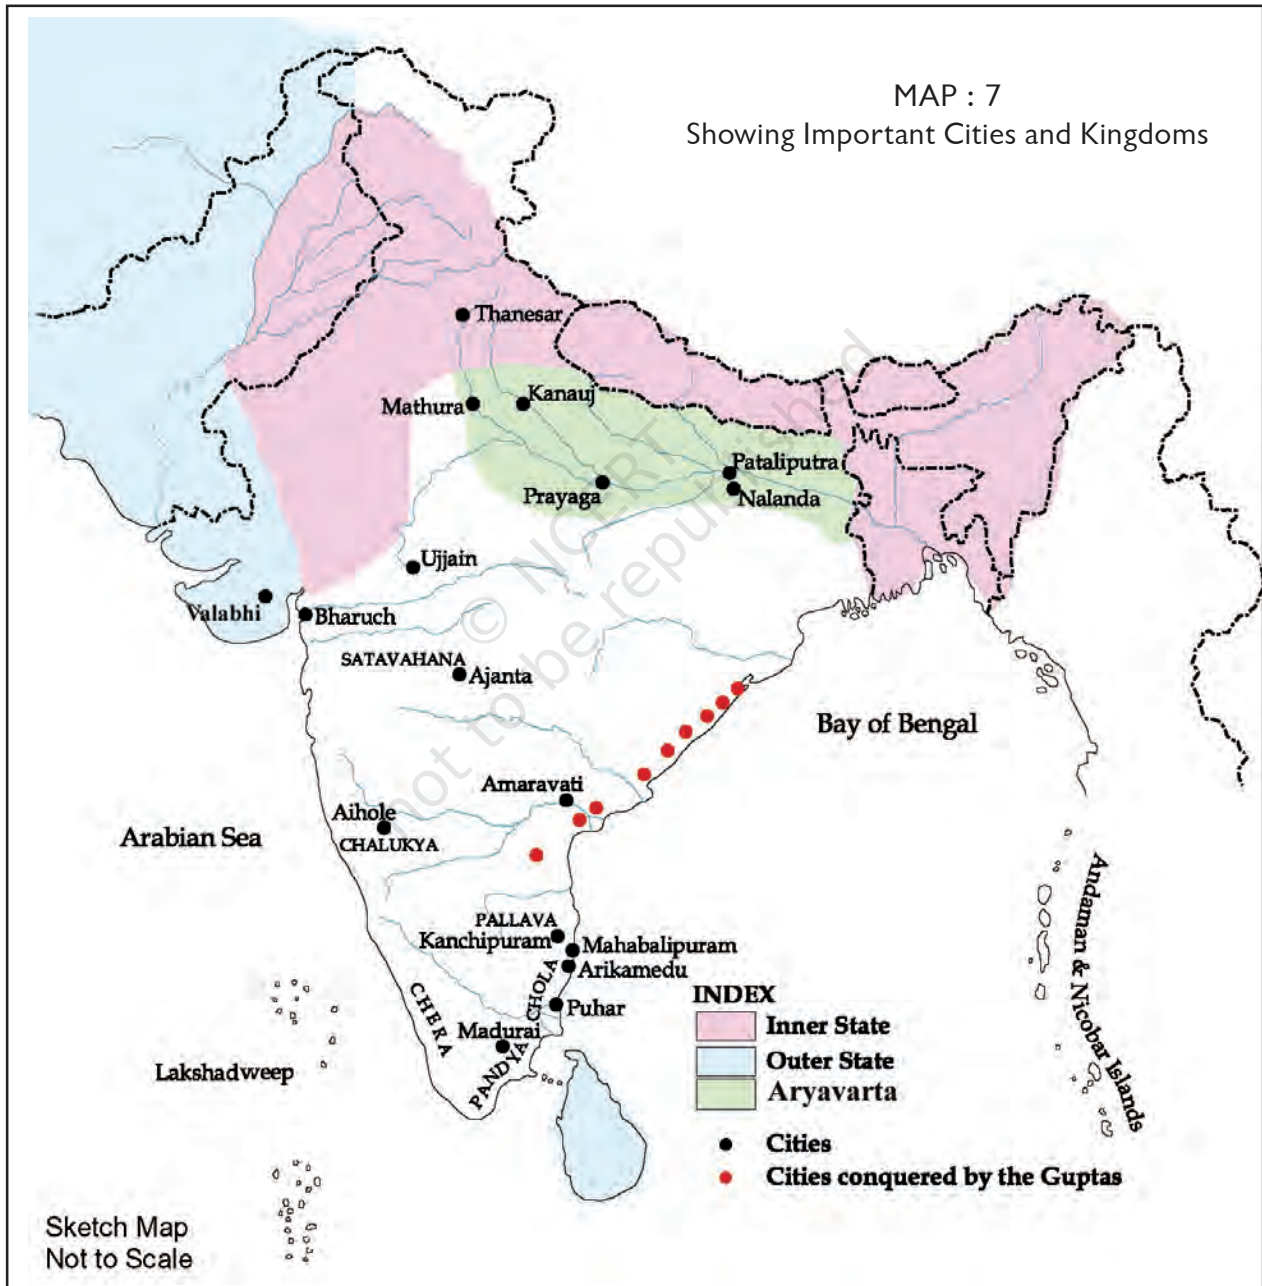 MAP : 7
Showing Important Cities and Kingdoms
Thanesar
Mathura
Kanauj
Pataliputra
Prayaga
Nalanda
Ujjain
Valabhi
Bharuch
SATAVAHANA
Ajanta
Bay of Bengal
Amaravati
Aihole
CHALUKYA
Arabian Sea
PALLAVA
Kanchipuram
Mahabalipuram
Arikamedu
CHOLA
Puhar
CHERA
Madurai
PANDYA
Lakshadweep
Andaman & Nicobar Islands
INDEX
Inner State
Outer State
Aryavarta
Cities
Cities conquered by the Guptas
Sketch Map
Not to Scale
© NCERT
not to be republished